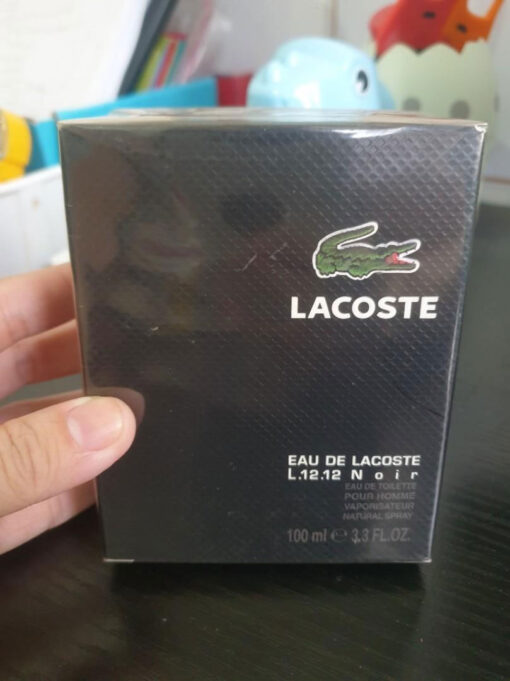 LACOSTE
EAU DE LACOSTE
L.12.12 Noir
EAU DE TOILETTE
POUR HOMME
VAPORISATEUR
NATURAL SPRAY
100 ml ℮ 3,3 FL.OZ.